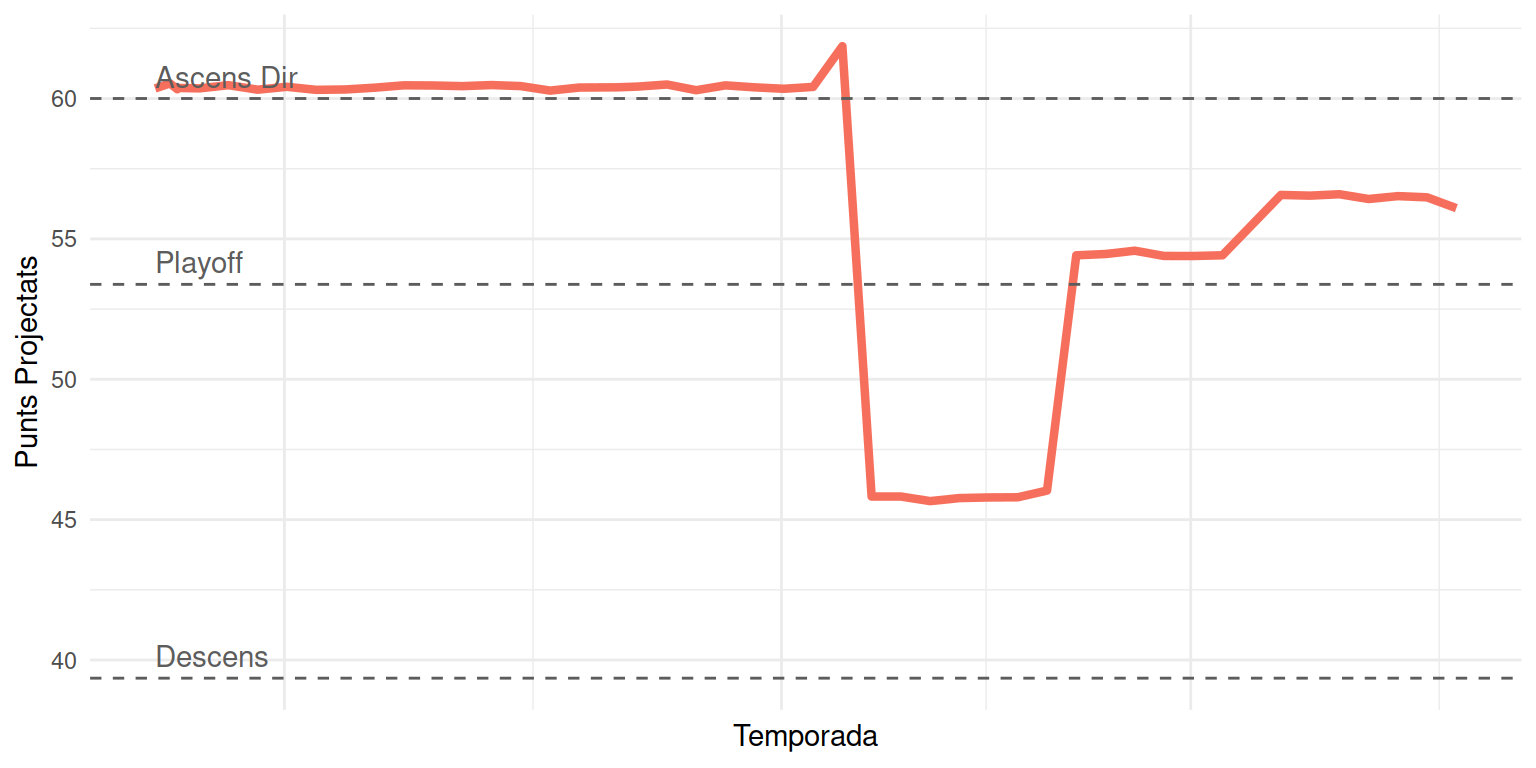 Ascens Dir
60
55
Playoff
50
45
Descens
40
Punts Projectats
Temporada